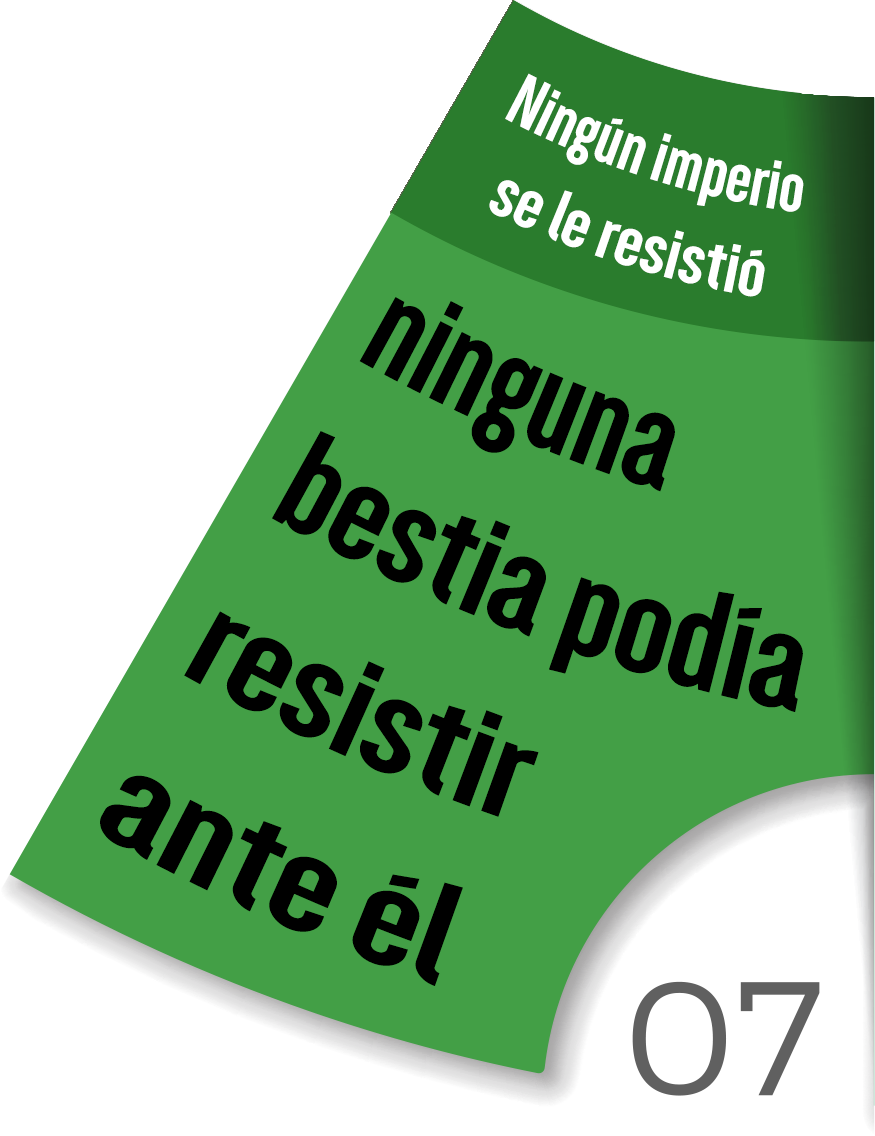 Ningún imperio
se le resistió
ninguna
bestia podía
resistir
ante él
07